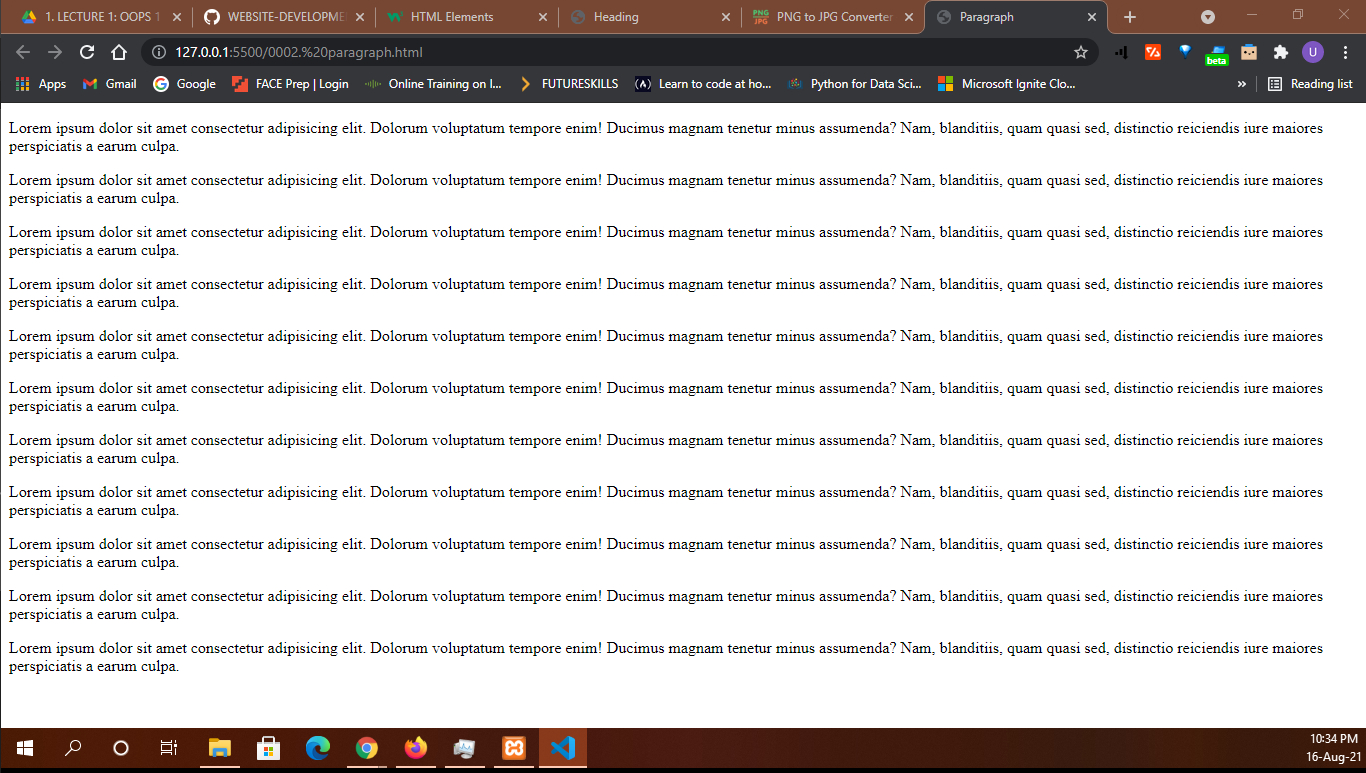 1. LECTURE 1: OOPS 1
WEBSITE-DEVELOPME
HTML Elements
Heading
PNG to JPG Converter
Paragraph
127.0.0.1:5500/0002.%20paragraph.html
beta
U
Apps
Gmail
Google
FACE Prep | Login
Online Training on I...
FUTURESKILLS
Learn to code at ho...
Python for Data Sci...
Microsoft Ignite Clo...
»
Reading list
Lorem ipsum dolor sit amet consectetur adipisicing elit. Dolorum voluptatum tempore enim! Ducimus magnam tenetur minus assumenda? Nam, blanditiis, quam quasi sed, distinctio reiciendis iure maiores
perspiciatis a earum culpa.
Lorem ipsum dolor sit amet consectetur adipisicing elit. Dolorum voluptatum tempore enim! Ducimus magnam tenetur minus assumenda? Nam, blanditiis, quam quasi sed, distinctio reiciendis iure maiores
perspiciatis a earum culpa.
Lorem ipsum dolor sit amet consectetur adipisicing elit. Dolorum voluptatum tempore enim! Ducimus magnam tenetur minus assumenda? Nam, blanditiis, quam quasi sed, distinctio reiciendis iure maiores
perspiciatis a earum culpa.
Lorem ipsum dolor sit amet consectetur adipisicing elit. Dolorum voluptatum tempore enim! Ducimus magnam tenetur minus assumenda? Nam, blanditiis, quam quasi sed, distinctio reiciendis iure maiores
perspiciatis a earum culpa.
Lorem ipsum dolor sit amet consectetur adipisicing elit. Dolorum voluptatum tempore enim! Ducimus magnam tenetur minus assumenda? Nam, blanditiis, quam quasi sed, distinctio reiciendis iure maiores
perspiciatis a earum culpa.
Lorem ipsum dolor sit amet consectetur adipisicing elit. Dolorum voluptatum tempore enim! Ducimus magnam tenetur minus assumenda? Nam, blanditiis, quam quasi sed, distinctio reiciendis iure maiores
perspiciatis a earum culpa.
Lorem ipsum dolor sit amet consectetur adipisicing elit. Dolorum voluptatum tempore enim! Ducimus magnam tenetur minus assumenda? Nam, blanditiis, quam quasi sed, distinctio reiciendis iure maiores
perspiciatis a earum culpa.
Lorem ipsum dolor sit amet consectetur adipisicing elit. Dolorum voluptatum tempore enim! Ducimus magnam tenetur minus assumenda? Nam, blanditiis, quam quasi sed, distinctio reiciendis iure maiores
perspiciatis a earum culpa.
Lorem ipsum dolor sit amet consectetur adipisicing elit. Dolorum voluptatum tempore enim! Ducimus magnam tenetur minus assumenda? Nam, blanditiis, quam quasi sed, distinctio reiciendis iure maiores
perspiciatis a earum culpa.
Lorem ipsum dolor sit amet consectetur adipisicing elit. Dolorum voluptatum tempore enim! Ducimus magnam tenetur minus assumenda? Nam, blanditiis, quam quasi sed, distinctio reiciendis iure maiores
perspiciatis a earum culpa.
Lorem ipsum dolor sit amet consectetur adipisicing elit. Dolorum voluptatum tempore enim! Ducimus magnam tenetur minus assumenda? Nam, blanditiis, quam quasi sed, distinctio reiciendis iure maiores
perspiciatis a earum culpa.
10:34 PM
16-Aug-21